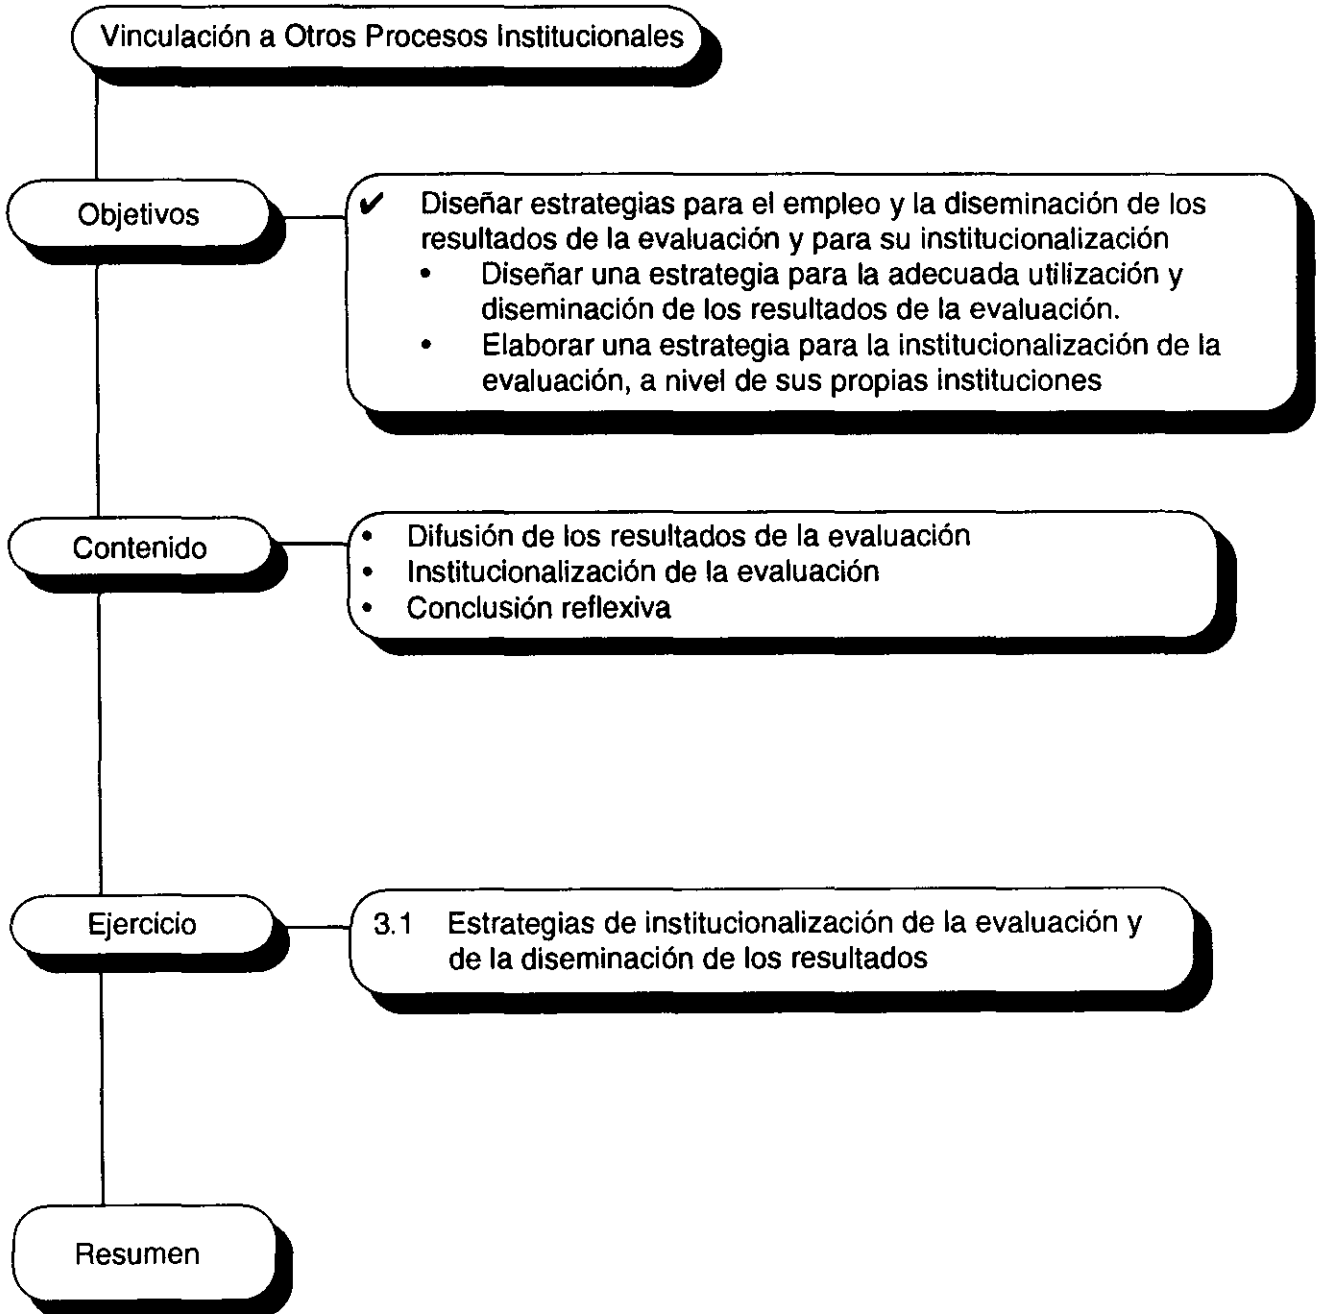 Vinculación a Otros Procesos Institucionales
Objetivos
✔ Diseñar estrategias para el empleo y la diseminación de los
resultados de la evaluación y para su institucionalización
• Diseñar una estrategia para la adecuada utilización y
diseminación de los resultados de la evaluación.
• Elaborar una estrategia para la institucionalización de la
evaluación, a nivel de sus propias instituciones
Contenido
• Difusión de los resultados de la evaluación
• Institucionalización de la evaluación
• Conclusión reflexiva
Ejercicio
3.1 Estrategias de institucionalización de la evaluación y
de la diseminación de los resultados
Resumen